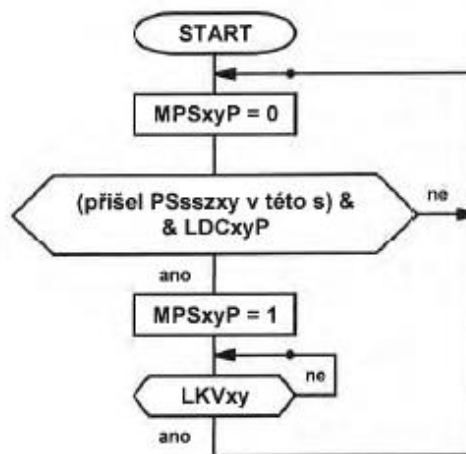 START
MPSxyP = 0
(přišel PSsszxy v této s) &
& LDCxyP
ne
ano
MPSxyP = 1
ne
LKVxy
ano